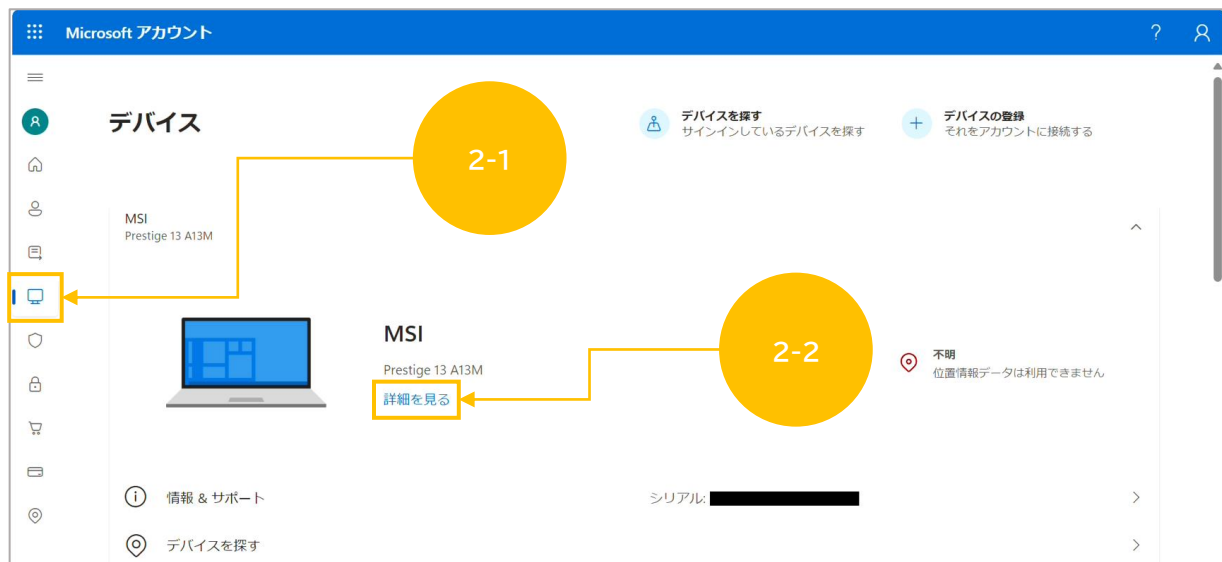 Microsoft アカウント
?
デバイス
デバイスを探す
サインインしているデバイスを探す
デバイスの登録
それをアカウントに接続する
2-1
MSI
Prestige 13 A13M
MSI
Prestige 13 A13M
詳細を見る
2-2
不明
位置情報データは利用できません
情報 & サポート
シリアル:
デバイスを探す